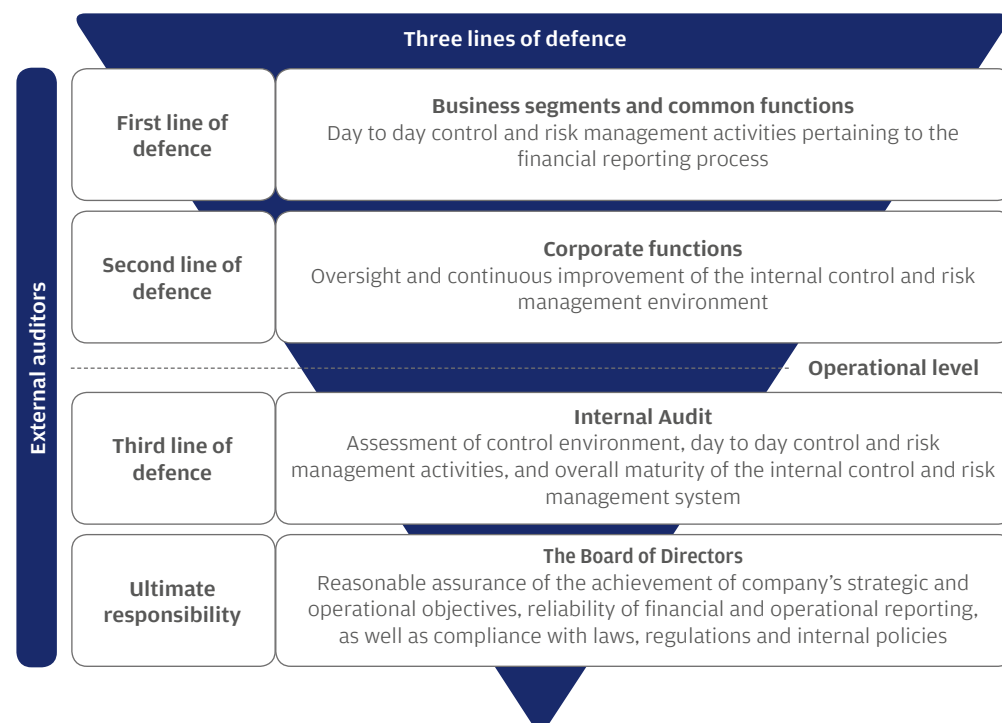 Three lines of defence
External auditors
First line of
defence
Business segments and common functions
Day to day control and risk management activities pertaining to the
financial reporting process
Second line of
defence
Corporate functions
Oversight and continuous improvement of the internal control and risk
management environment
Operational level
Third line of
defence
Internal Audit
Assessment of control environment, day to day control and risk
management activities, and overall maturity of the internal control and risk
management system
Ultimate
responsibility
The Board of Directors
Reasonable assurance of the achievement of company’s strategic and
operational objectives, reliability of financial and operational reporting,
as well as compliance with laws, regulations and internal policies